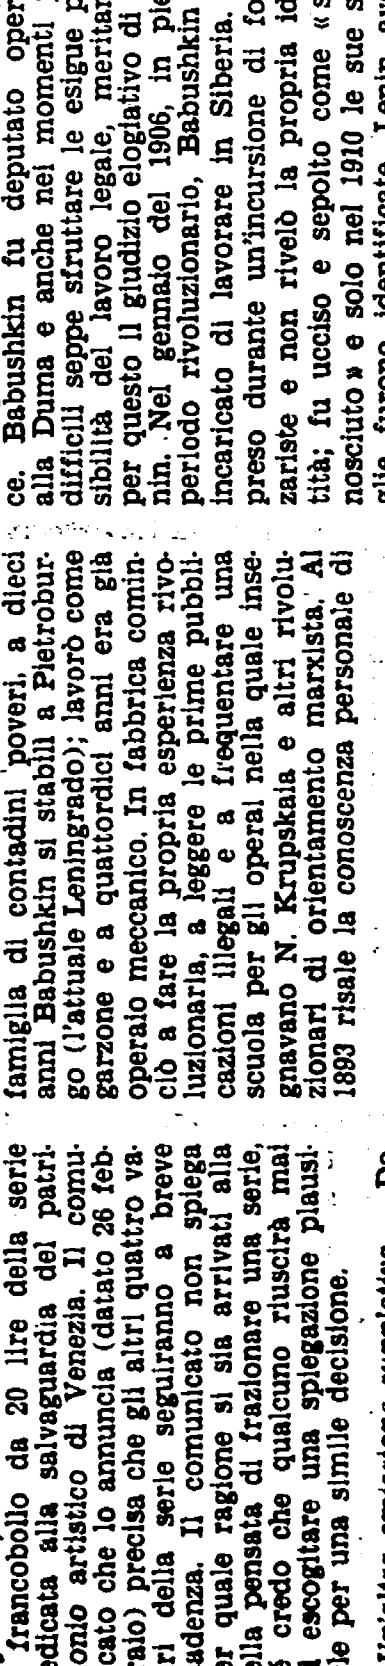 francobollo da 20 lire della serie
edicata alla salvaguardia del patri-
onio artistico di Venezia. Il comu-
cato che lo annuncia (datato 26 feb-
raio) precisa che gli altri quattro va-
ri della serie seguiranno a breve
adenza. Il comunicato non spiega
er quale ragione si sia arrivati alla
lla pensata di frazionare una serie,
credo che qualcuno riuscirà mai
escogitare una spiegazione plausi-
le per una simile decisione.
famiglia di contadini poveri, a dieci
anni Babushkin si stabilì a Pietrobur-
go (l'attuale Leningrado); lavorò come
garzone e a quattordici anni era già
operaio meccanico. In fabbrica comin-
ciò a fare la propria esperienza rivo-
luzionaria, a leggere le prime pubbli-
cazioni illegali e a frequentare una
scuola per gli operai nella quale inse-
gnavano N. Krupskaia e altri rivolu-
zionari di orientamento marxista. Al
1893 risale la conoscenza personale di
ce. Babushkin fu deputato oper
alla Duma e anche nei momenti
difficili seppe sfruttare le esigue p
sibilità del lavoro legale, meritan
per questo il giudizio elogiativo di
nin. Nel gennaio del 1906, in pie
periodo rivoluzionario, Babushkin
incaricato di lavorare in Siberia.
preso durante un'incursione di fo
zariste e non rivelò la propria id
tità; fu ucciso e sepolto come « s
nosciuto » e solo nel 1910 le sue s
glie furono identificate. Lenin